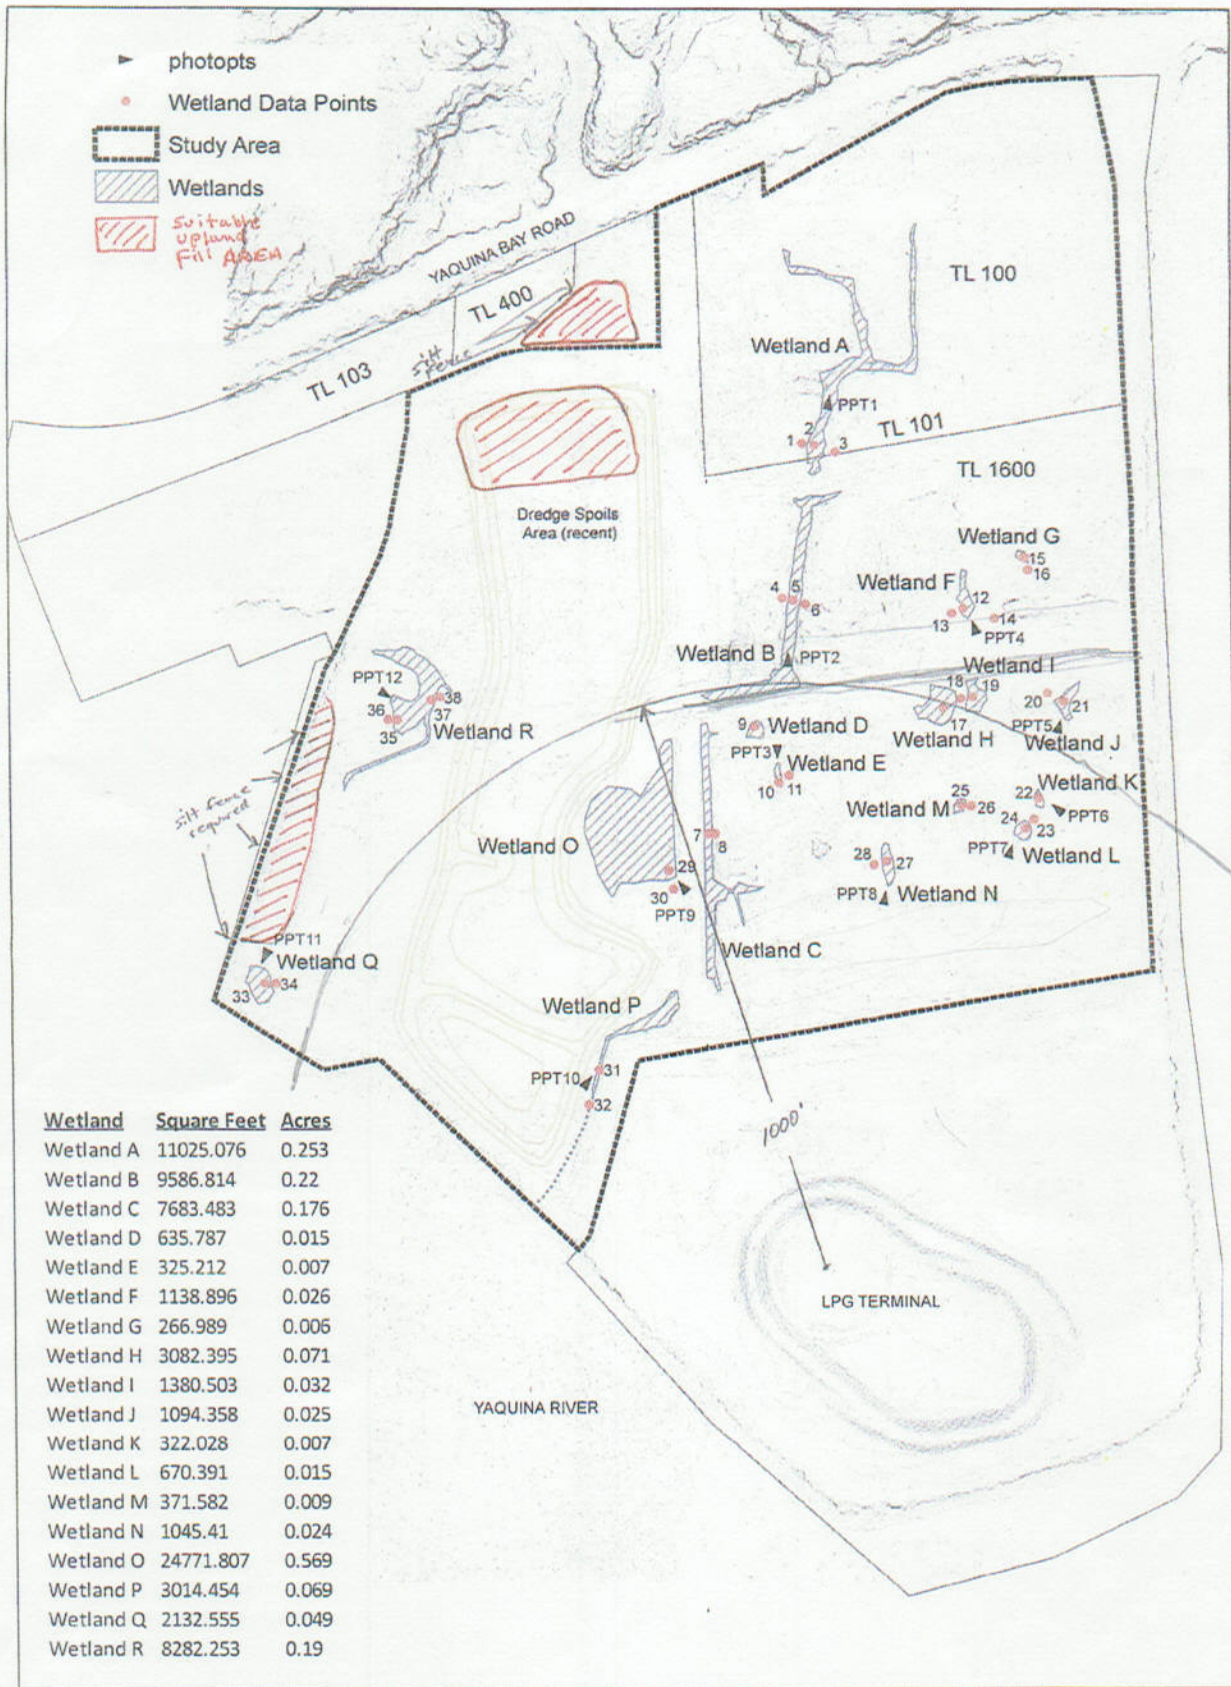 photopts
Wetland Data Points
Study Area
Wetlands
Suitable
upland
Fill AREA
YAQUINA BAY ROAD
TL 400
TL 103
silt
fence
TL 100
Wetland A
PPT1
TL 101
1
2
3
TL 1600
Dredge Spoils
Area (recent)
Wetland G
15
16
Wetland F
12
13
14
PPT4
4
5
6
Wetland B
PPT2
Wetland I
18
19
20
21
17
PPT5
Wetland H
Wetland J
PPT12
38
36
37
35
Wetland R
9
Wetland D
PPT3
Wetland E
10
11
Wetland K
22
PPT6
25
Wetland M
26
24
23
PPT7
Wetland L
silt fence
required
Wetland O
7
8
28
27
29
30
PPT9
PPT8
Wetland N
PPT11
Wetland Q
33
34
Wetland C
Wetland P
PPT10
31
32
1000'
LPG TERMINAL
YAQUINA RIVER
Wetland Square Feet Acres
Wetland A 11025.076 0.253
Wetland B 9586.814 0.22
Wetland C 7683.483 0.176
Wetland D 635.787 0.015
Wetland E 325.212 0.007
Wetland F 1138.896 0.026
Wetland G 266.989 0.006
Wetland H 3082.395 0.071
Wetland I 1380.503 0.032
Wetland J 1094.358 0.025
Wetland K 322.028 0.007
Wetland L 670.391 0.015
Wetland M 371.582 0.009
Wetland N 1045.41 0.024
Wetland O 24771.807 0.569
Wetland P 3014.454 0.069
Wetland Q 2132.555 0.049
Wetland R 8282.253 0.19